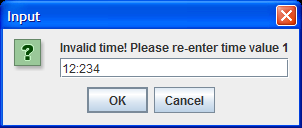 Input
Invalid time! Please re-enter time value 1
12:234
OK Cancel